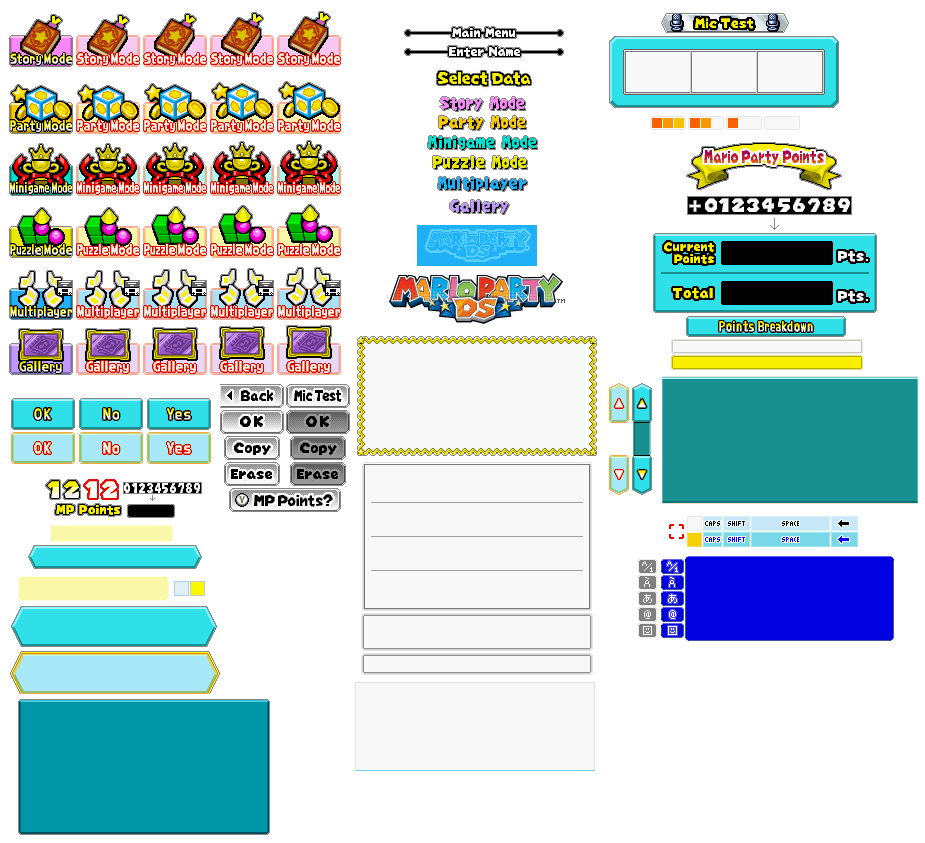 Story Mode Story Mode Story Mode Story Mode Story Mode
Party Mode Party Mode Party Mode Party Mode Party Mode
Minigame Mode Minigame Mode Minigame Mode Minigame Mode Minigame Mode
Puzzle Mode Puzzle Mode Puzzle Mode Puzzle Mode Puzzle Mode
Multiplayer Multiplayer Multiplayer Multiplayer Multiplayer
Gallery Gallery Gallery Gallery Gallery
OK No Yes
OK No Yes
Back Mic Test
OK OK
Copy Copy
Erase Erase
Y MP Points?
12 12 0123456789
MP Points
Main Menu
Enter Name
Select Data
Story Mode
Party Mode
Minigame Mode
Puzzle Mode
Multiplayer
Gallery
MARIO PARTY
DS
MARIO PARTY
DS TM
Mic Test
Mario Party Points
+0123456789
Current
Points Pts.
Total Pts.
Points Breakdown
CAPS SHIFT SPACE
CAPS SHIFT SPACE
À Ã
あ あ
@ @